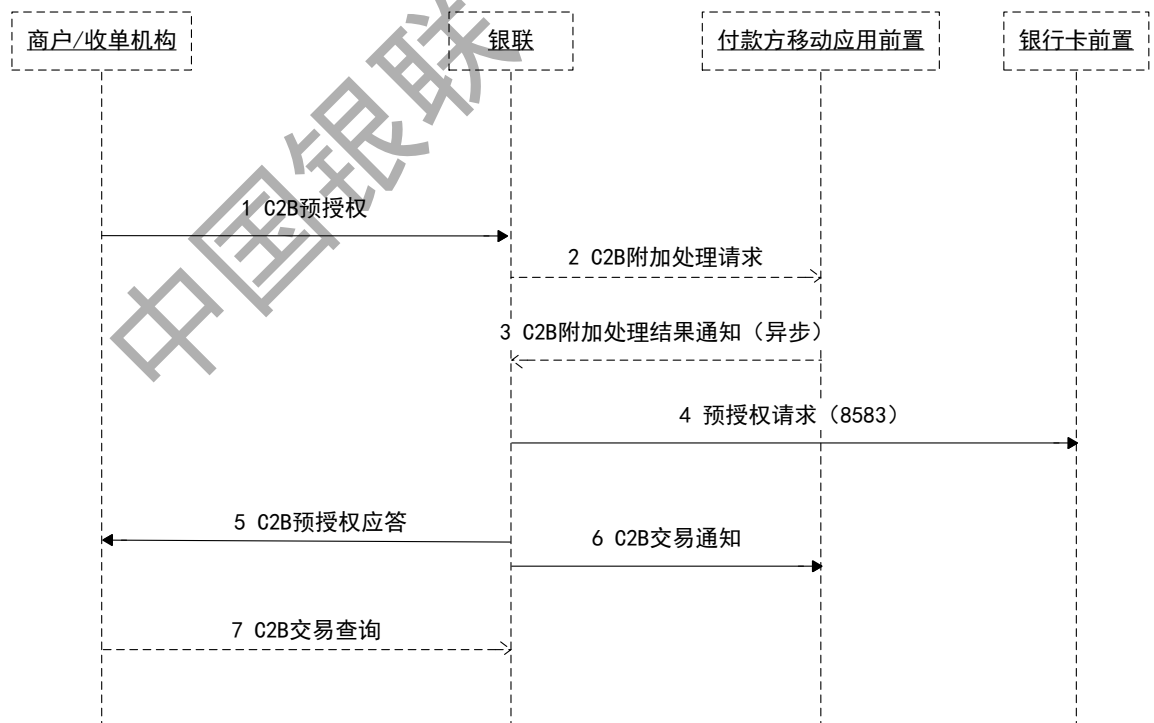 商户/收单机构
银联
付款方移动应用前置
银行卡前置
中国银联
1 C2B预授权
2 C2B附加处理请求
3 C2B附加处理结果通知（异步）
4 预授权请求（8583）
5 C2B预授权应答
6 C2B交易通知
7 C2B交易查询